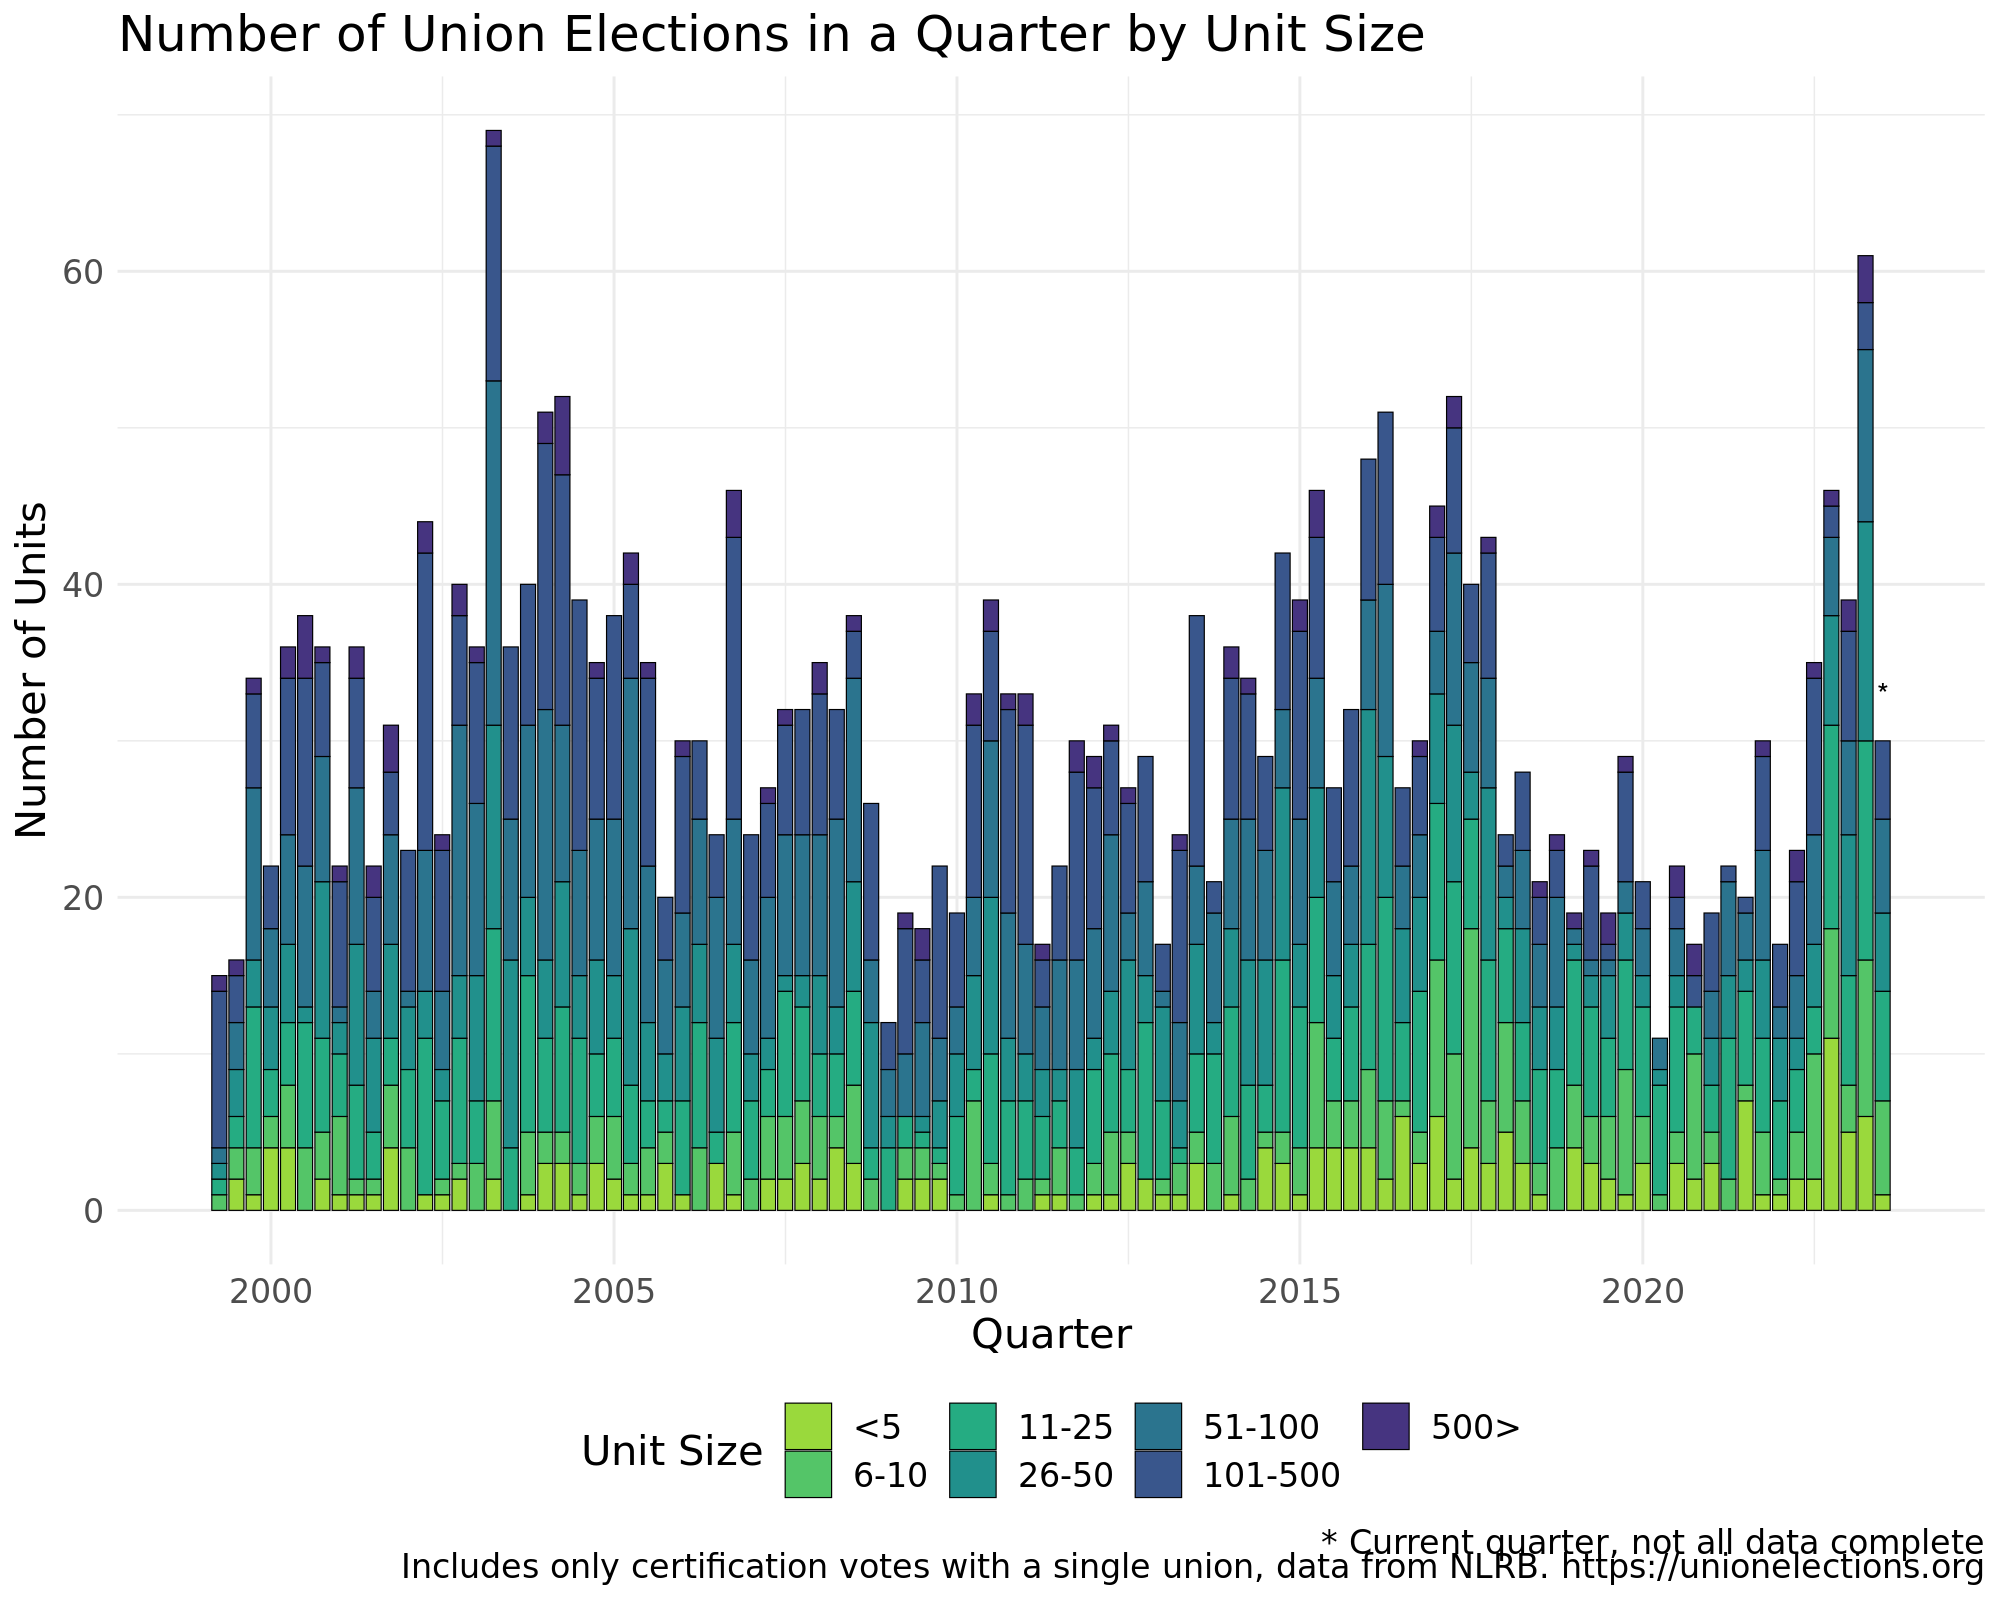 Number of Union Elections in a Quarter by Unit Size
Number of Units
60
40
20
0
*
2000 2005 2010 2015 2020
Quarter
Unit Size
<5 11-25 51-100 500>
6-10 26-50 101-500
* Current quarter, not all data complete
Includes only certification votes with a single union, data from NLRB. https://unionelections.org